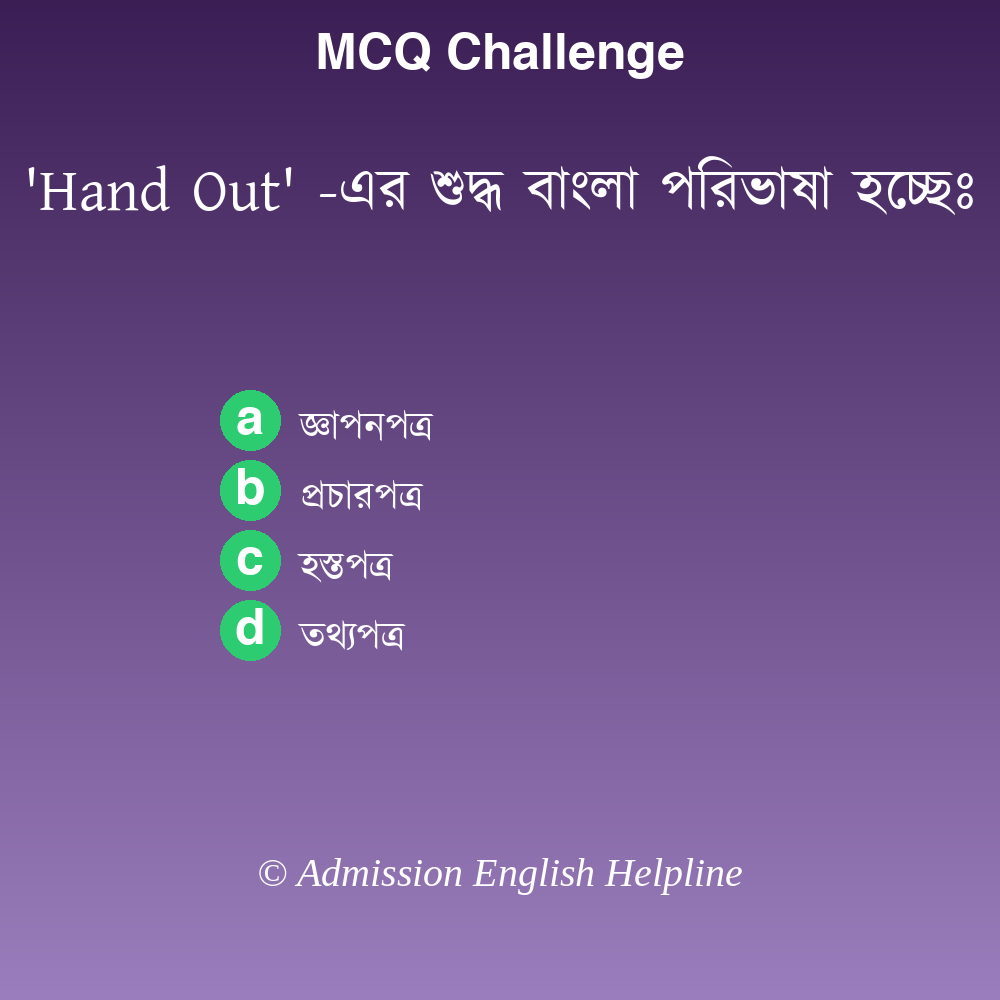 MCQ Challenge
'Hand Out' -এর শুদ্ধ বাংলা পরিভাষা হচ্ছেঃ
a জ্ঞাপনপত্র
b প্রচারপত্র
c হস্তপত্র
d তথ্যপত্র
© Admission English Helpline